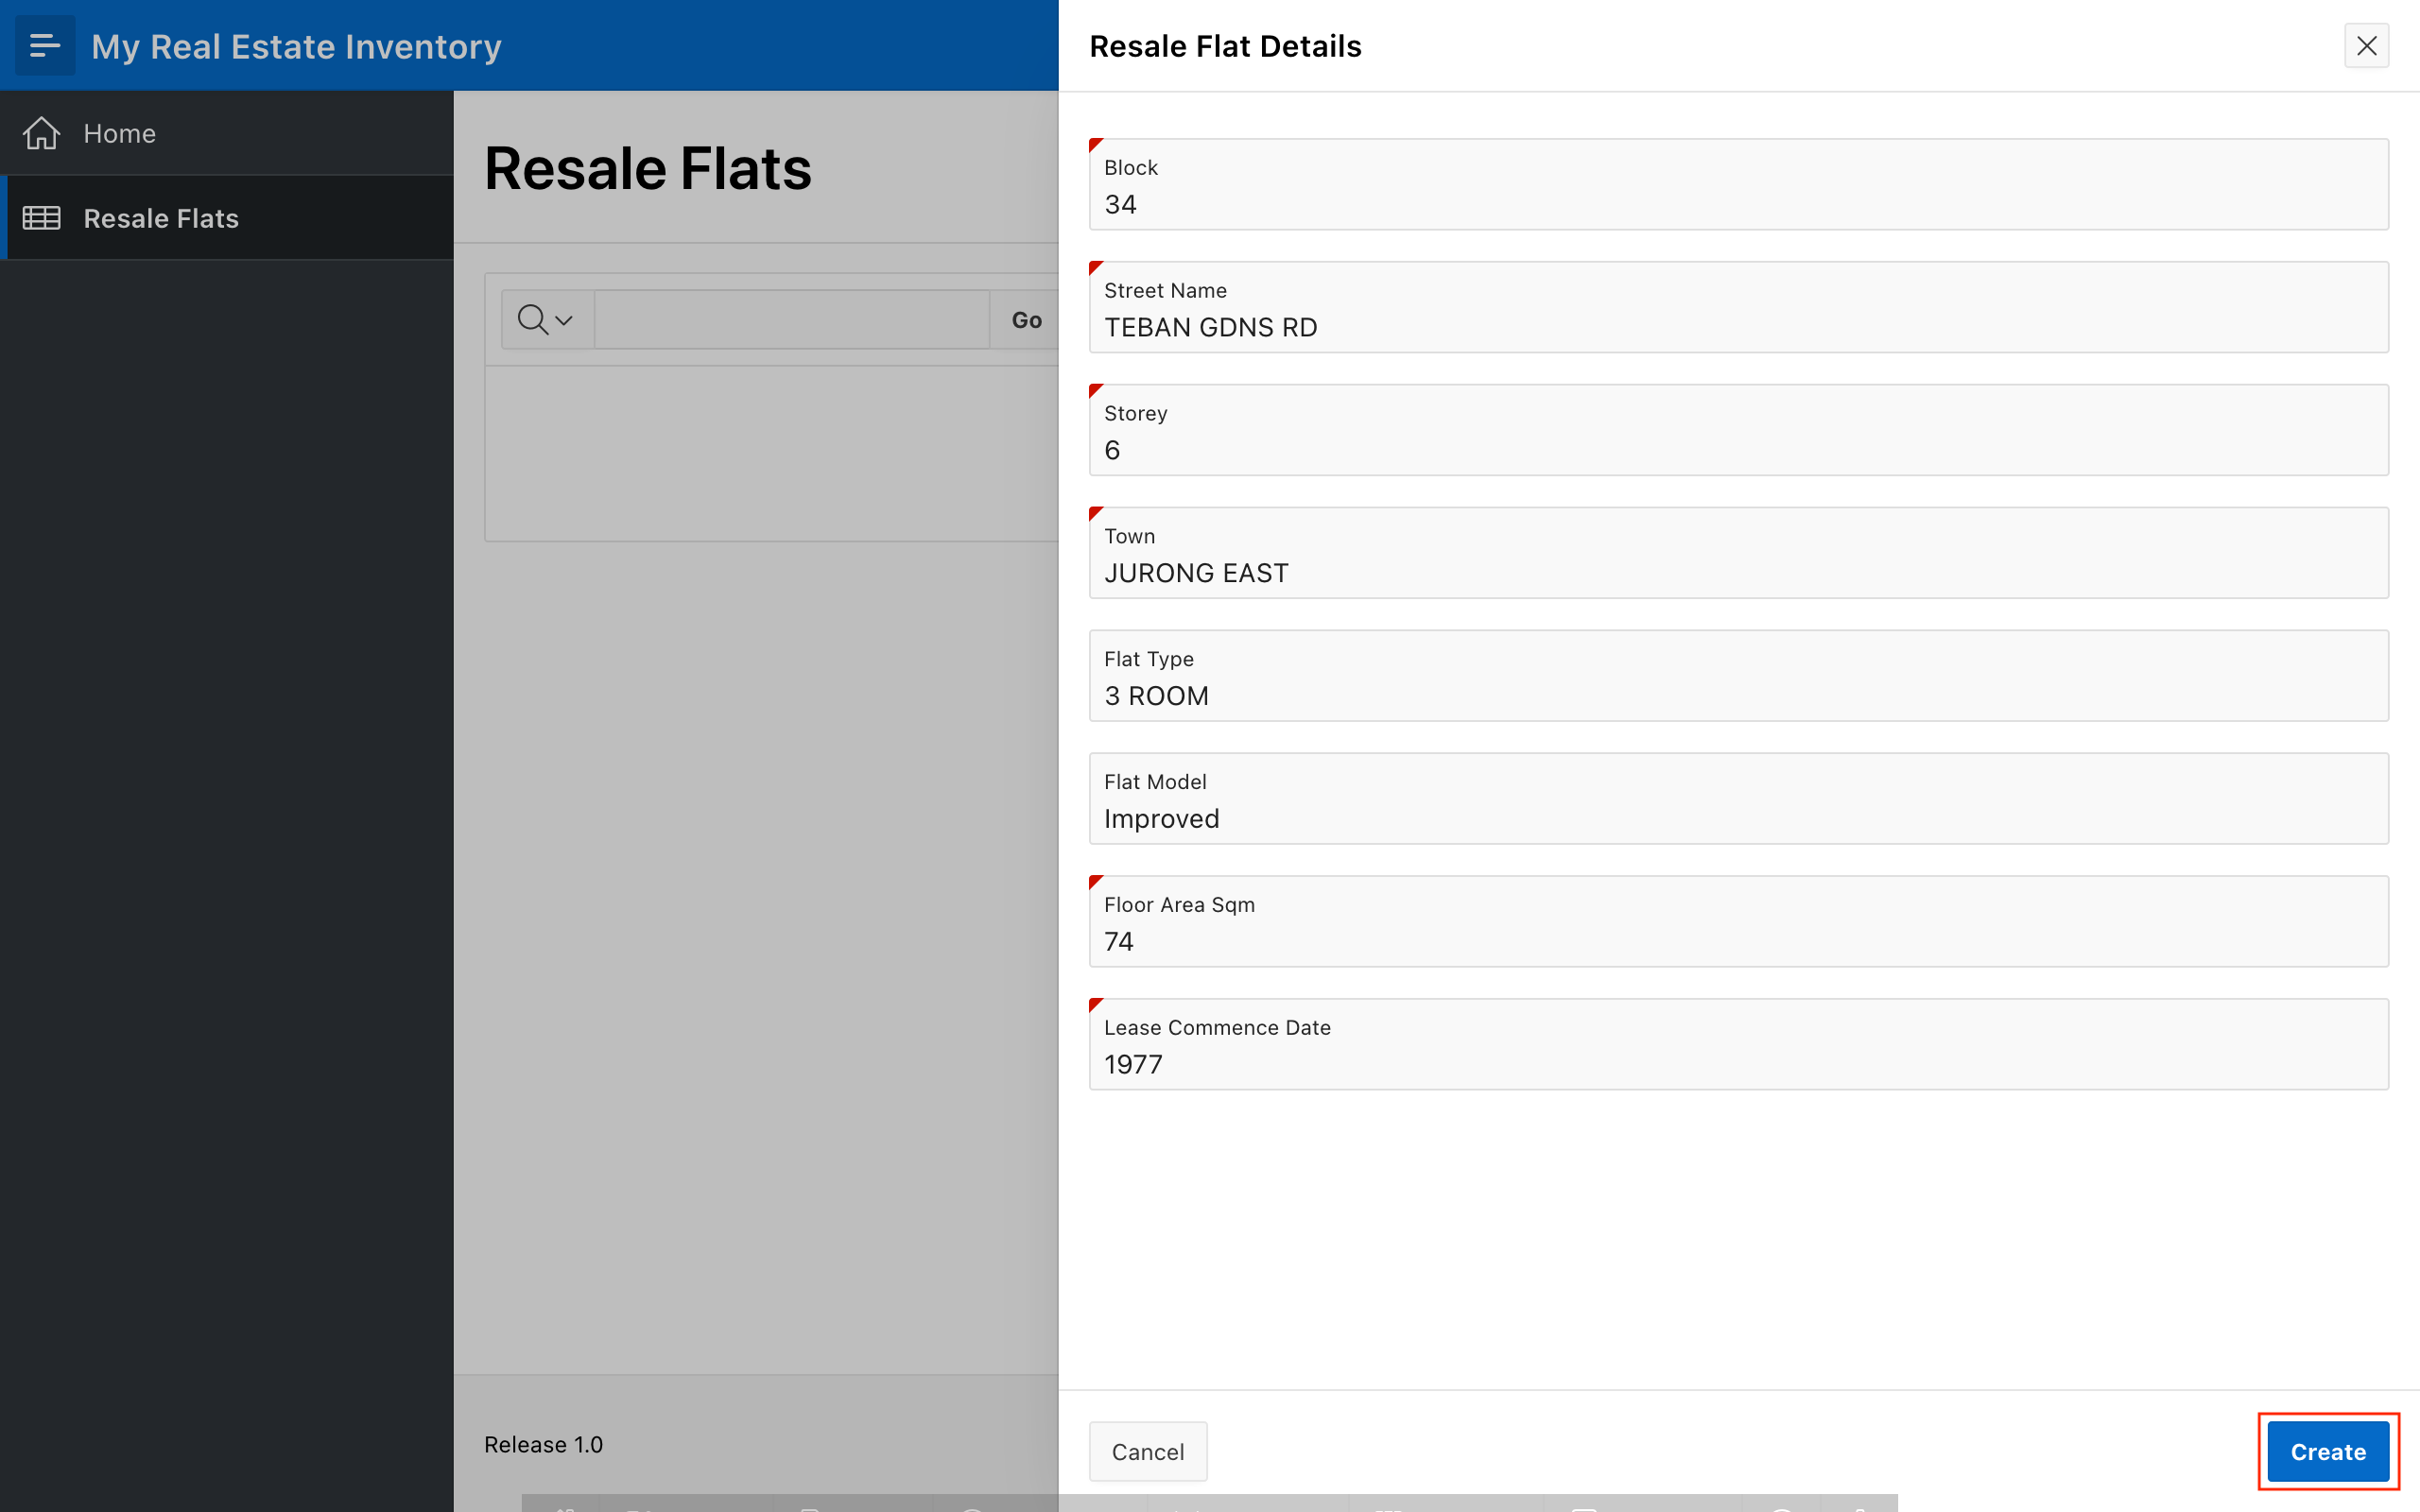 My Real Estate Inventory
Home
Resale Flats
Resale Flats
Go
Release 1.0
Resale Flat Details
Block
34
Street Name
TEBAN GDNS RD
Storey
6
Town
JURONG EAST
Flat Type
3 ROOM
Flat Model
Improved
Floor Area Sqm
74
Lease Commence Date
1977
Cancel
Create